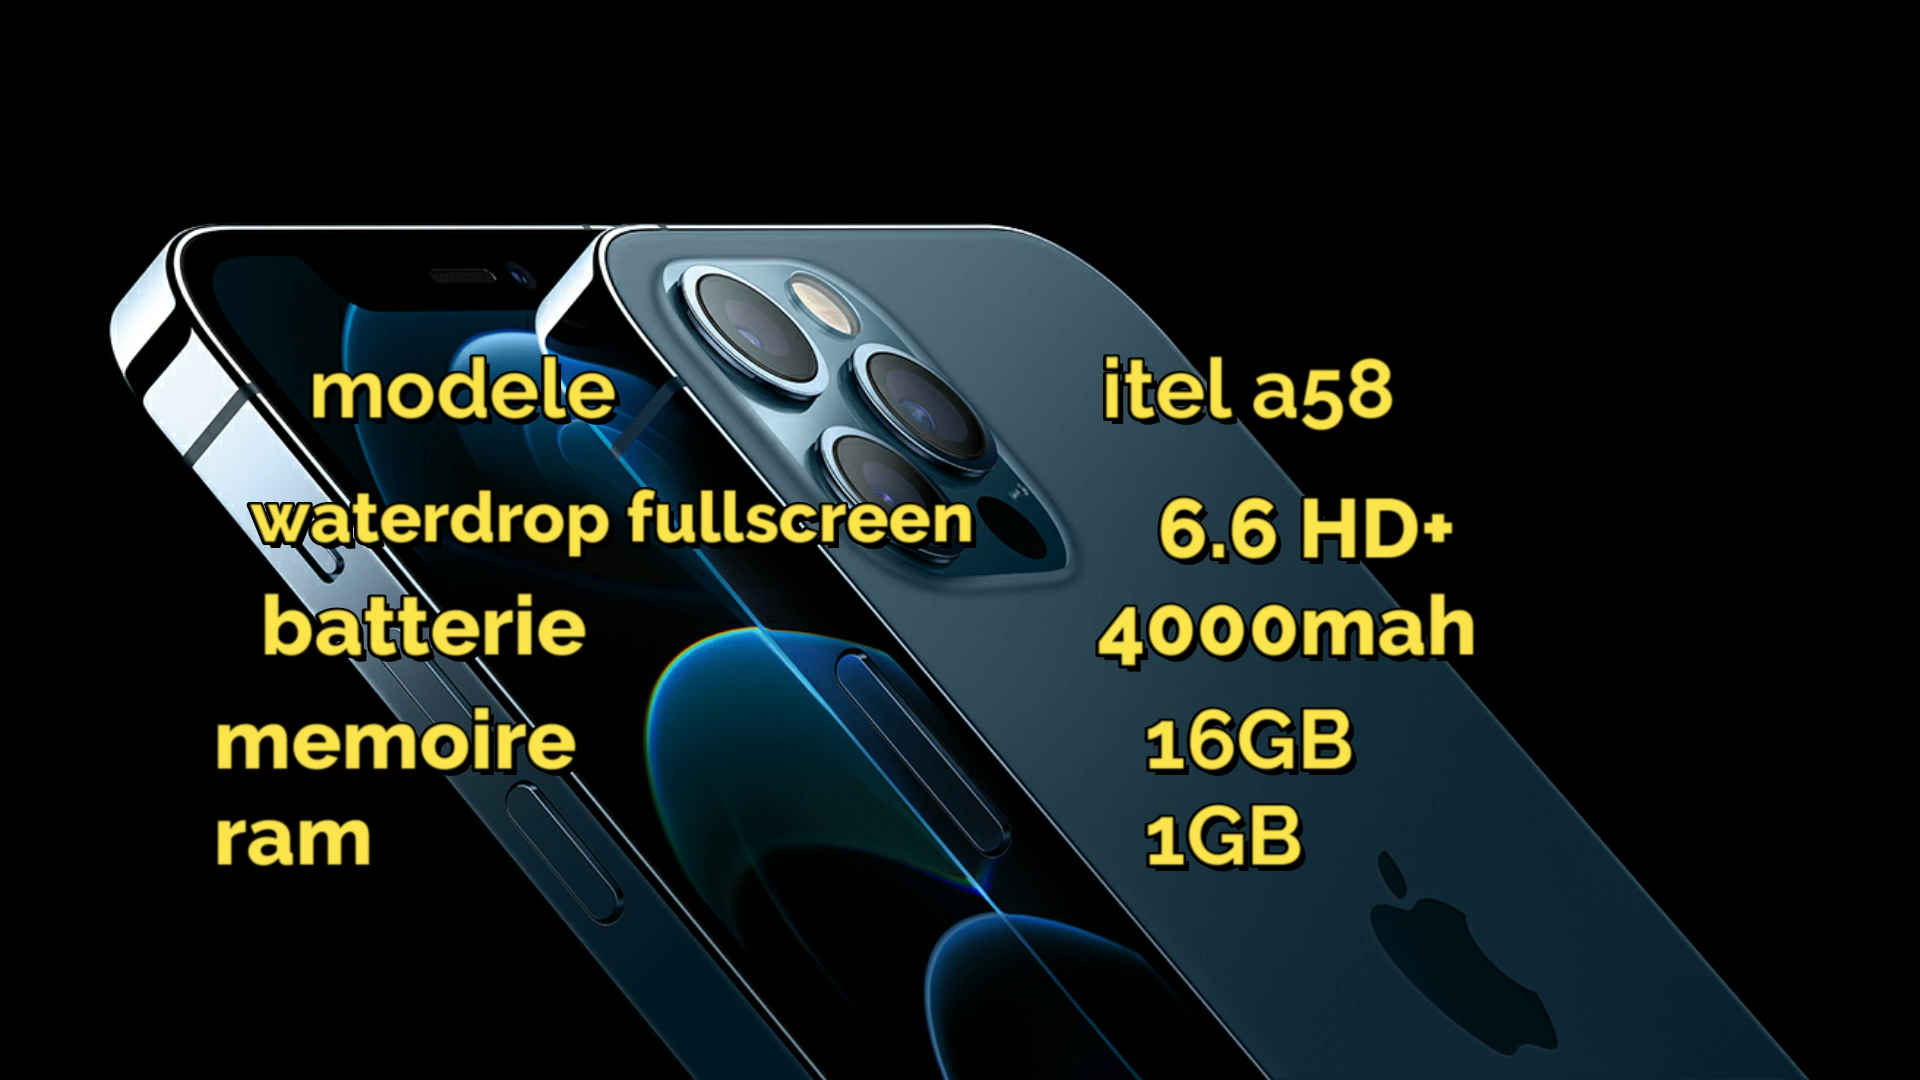 modele itel a58
waterdrop fullscreen 6.6 HD+
batterie 4000mah
memoire 16GB
ram 1GB